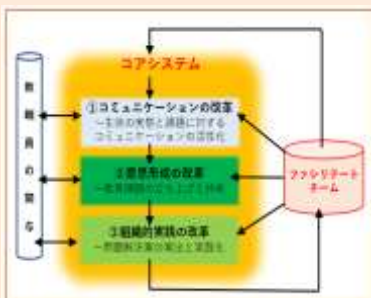 コアシステム
①コミュニケーションの改革
～生徒の実態と課題に対する
コミュニケーションの活性化
②意思形成の改革
③組織的実践の改革
教職員の関与
ファシリテート
チーム